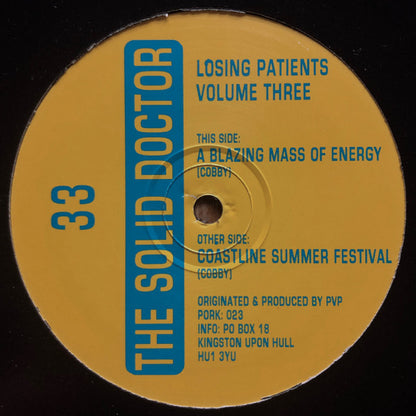 33
THE SOLID DOCTOR
LOSING PATIENTS
VOLUME THREE
THIS SIDE:
A BLAZING MASS OF ENERGY
(COBBY)
OTHER SIDE:
COASTLINE SUMMER FESTIVAL
(COBBY)
ORIGINATED & PRODUCED BY PVP
PORK: 023
INFO: PO BOX 18
KINGSTON UPON HULL
HU1 3YU